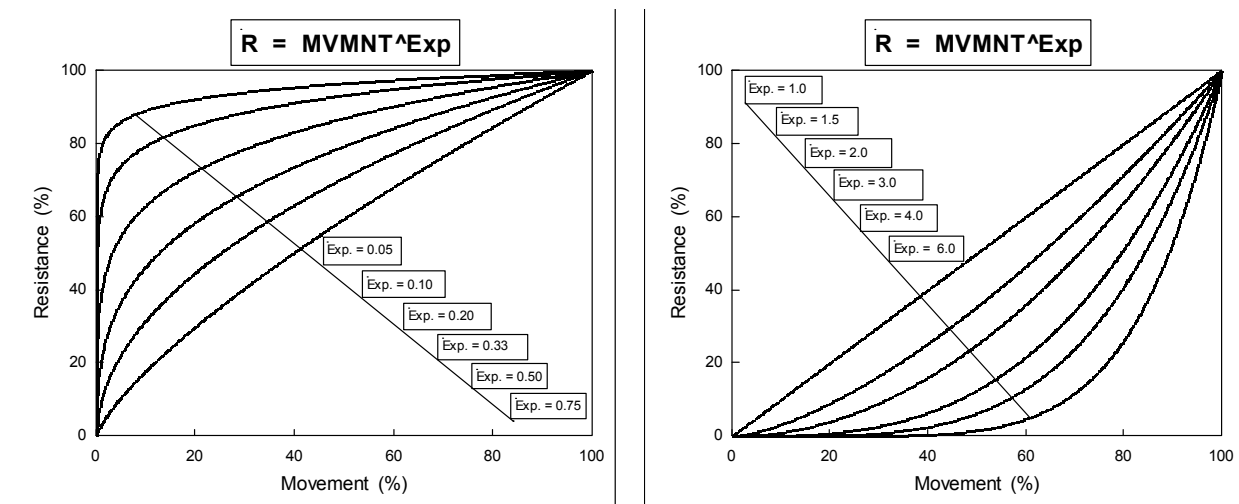 R = MVMNT^Exp
100
80
60
40
20
0
Resistance (%)
Exp. = 0.05
Exp. = 0.10
Exp. = 0.20
Exp. = 0.33
Exp. = 0.50
Exp. = 0.75
0 20 40 60 80 100
Movement (%)
R = MVMNT^Exp
100
80
60
40
20
0
Resistance (%)
Exp. = 1.0
Exp. = 1.5
Exp. = 2.0
Exp. = 3.0
Exp. = 4.0
Exp. = 6.0
0 20 40 60 80 100
Movement (%)